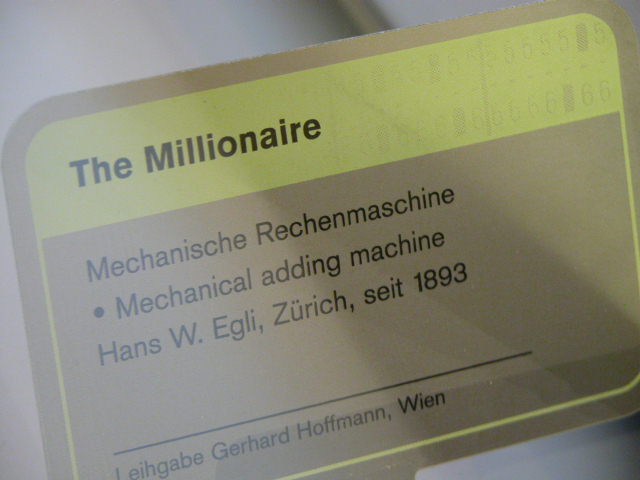 The Millionaire
Mechanische Rechenmaschine
• Mechanical adding machine
Hans W. Egli, Zürich, seit 1893
Leihgabe Gerhard Hoffmann, Wien